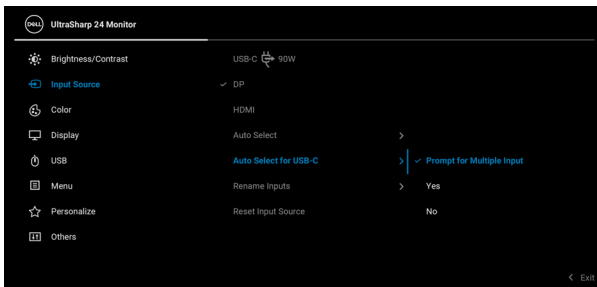 DELL UltraSharp 24 Monitor
Brightness/Contrast
Input Source
Color
Display
USB
Menu
Personalize
Others
USB-C 90W
DP
HDMI
Auto Select
Auto Select for USB-C
Rename Inputs
Reset Input Source
Prompt for Multiple Input
Yes
No
Exit